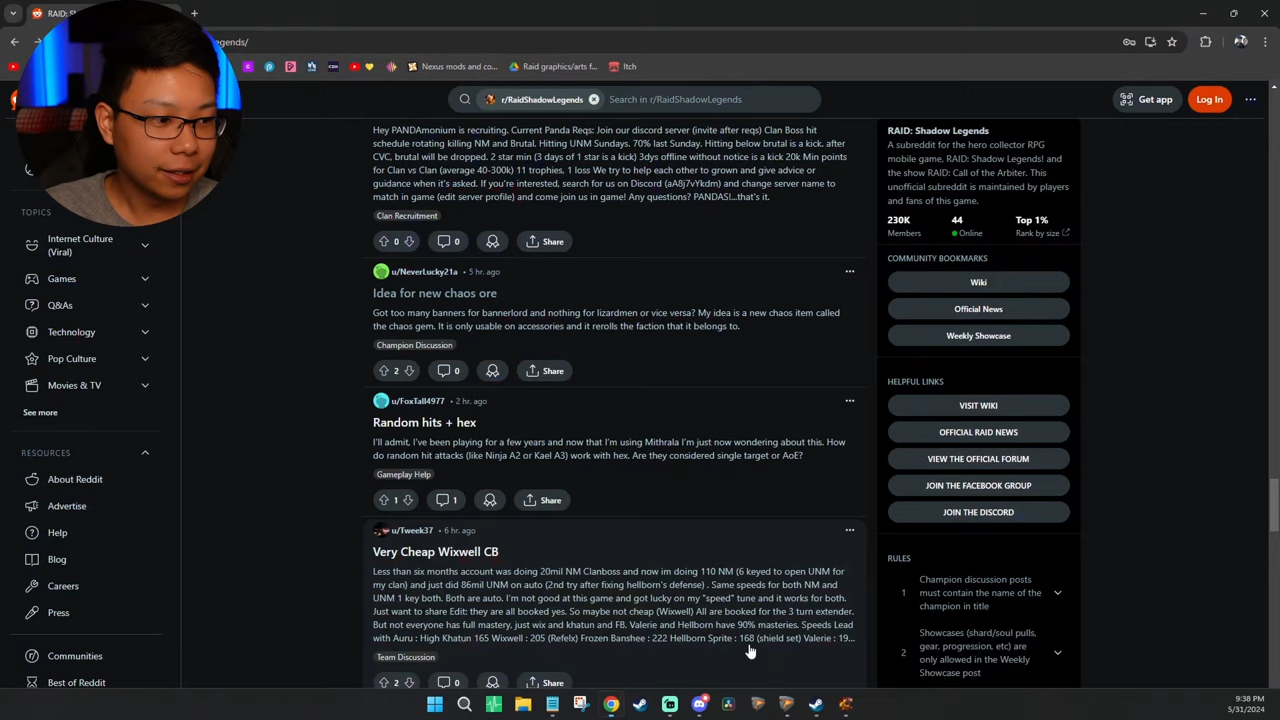 RAID: S
egends/
Nexus mods and co...
Raid graphics/arts f...
Itch
r/RaidShadowLegends
Search in r/RaidShadowLegends
Get app
Log In
TOPICS
Internet Culture
(Viral)
Games
Q&As
Technology
Pop Culture
Movies & TV
See more
RESOURCES
About Reddit
Advertise
Help
Blog
Careers
Press
Communities
Best of Reddit
Hey PANDAmonium is recruiting. Current Panda Reqs: Join our discord server (invite after reqs) Clan Boss hit
schedule rotating killing NM and Brutal. Hitting UNM Sundays. 70% last Sunday. Hitting below brutal is a kick. after
CVC, brutal will be dropped. 2 star min (3 days of 1 star is a kick) 3dys offline without notice is a kick 20k Min points
for Clan vs Clan (average 40-300k) 11 trophies, 1 loss We try to help each other to grown and give advice or
guidance when it's asked. If you're interested, search for us on Discord (aA8j7vYkdm) and change server name to
match in game (edit server profile) and come join us in game! Any questions? PANDAS!...that's it.
Clan Recruitment
0
0
Share
u/NeverLucky21a • 5 hr. ago
Idea for new chaos ore
Got too many banners for bannerlord and nothing for lizardmen or vice versa? My idea is a new chaos item called
the chaos gem. It is only usable on accessories and it rerolls the faction that it belongs to.
Champion Discussion
2
0
Share
u/FoxTall4977 • 2 hr. ago
Random hits + hex
I'll admit, I've been playing for a few years and now that I'm using Mithrala I'm just now wondering about this. How
do random hit attacks (like Ninja A2 or Kael A3) work with hex. Are they considered single target or AoE?
Gameplay Help
1
1
Share
u/Tweek37 • 6 hr. ago
Very Cheap Wixwell CB
Less than six months account was doing 20mil NM Clanboss and now im doing 110 NM (6 keyed to open UNM for
my clan) and just did 86mil UNM on auto (2nd try after fixing hellborn's defense) . Same speeds for both NM and
UNM 1 key both. Both are auto. I'm not good at this game and got lucky on my "speed" tune and it works for both.
Just want to share Edit: they are all booked yes. So maybe not cheap (Wixwell) All are booked for the 3 turn extender.
But not everyone has full mastery, just wix and khatun and FB. Valerie and Hellborn have 90% masteries. Speeds Lead
with Auru : High Khatun 165 Wixwell : 205 (Refelx) Frozen Banshee : 222 Hellborn Sprite : 168 (shield set) Valerie : 19...
Team Discussion
2
0
Share
RAID: Shadow Legends
A subreddit for the hero collector RPG
mobile game, RAID: Shadow Legends! and
the show RAID: Call of the Arbiter. This
unofficial subreddit is maintained by players
and fans of this game.
230K
44
Top 1%
Members
Online
Rank by size
COMMUNITY BOOKMARKS
Wiki
Official News
Weekly Showcase
HELPFUL LINKS
VISIT WIKI
OFFICIAL RAID NEWS
VIEW THE OFFICIAL FORUM
JOIN THE FACEBOOK GROUP
JOIN THE DISCORD
RULES
1
Champion discussion posts
must contain the name of the
champion in title
2
Showcases (shard/soul pulls,
gear, progression, etc) are
only allowed in the Weekly
Showcase post
9:38 PM
5/31/2024